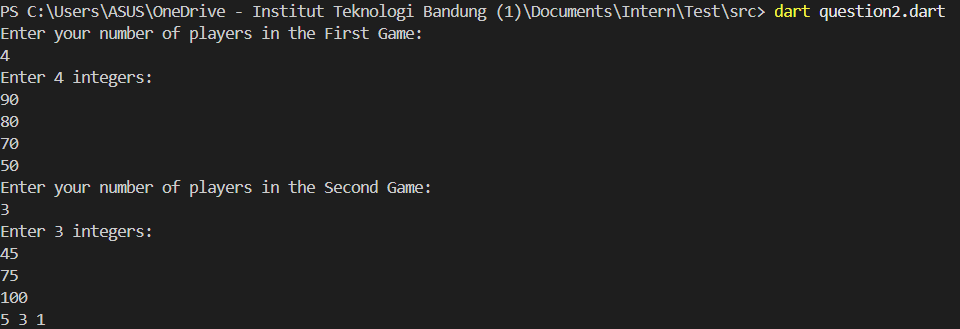 PS C:\Users\ASUS\OneDrive - Institut Teknologi Bandung (1)\Documents\Intern\Test\src> dart question2.dart
Enter your number of players in the First Game:
4
Enter 4 integers:
90
80
70
50
Enter your number of players in the Second Game:
3
Enter 3 integers:
45
75
100
5 3 1